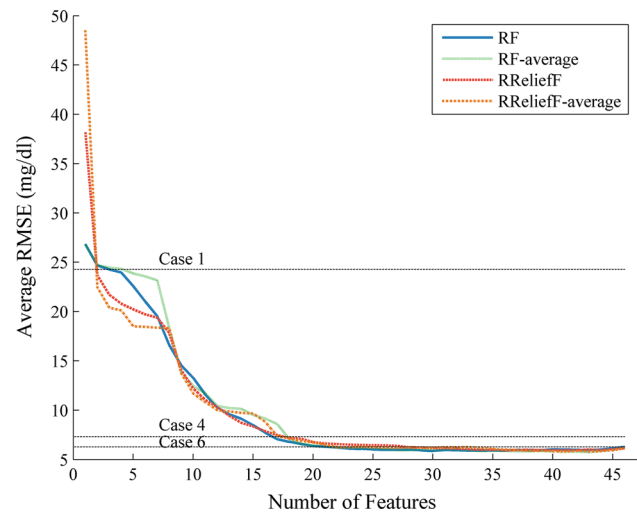 50
45
40
35
30
25
20
15
10
5
Average RMSE (mg/dl)
RF
RF-average
RReliefF
RReliefF-average
Case 1
Case 4
Case 6
0 5 10 15 20 25 30 35 40 45
Number of Features